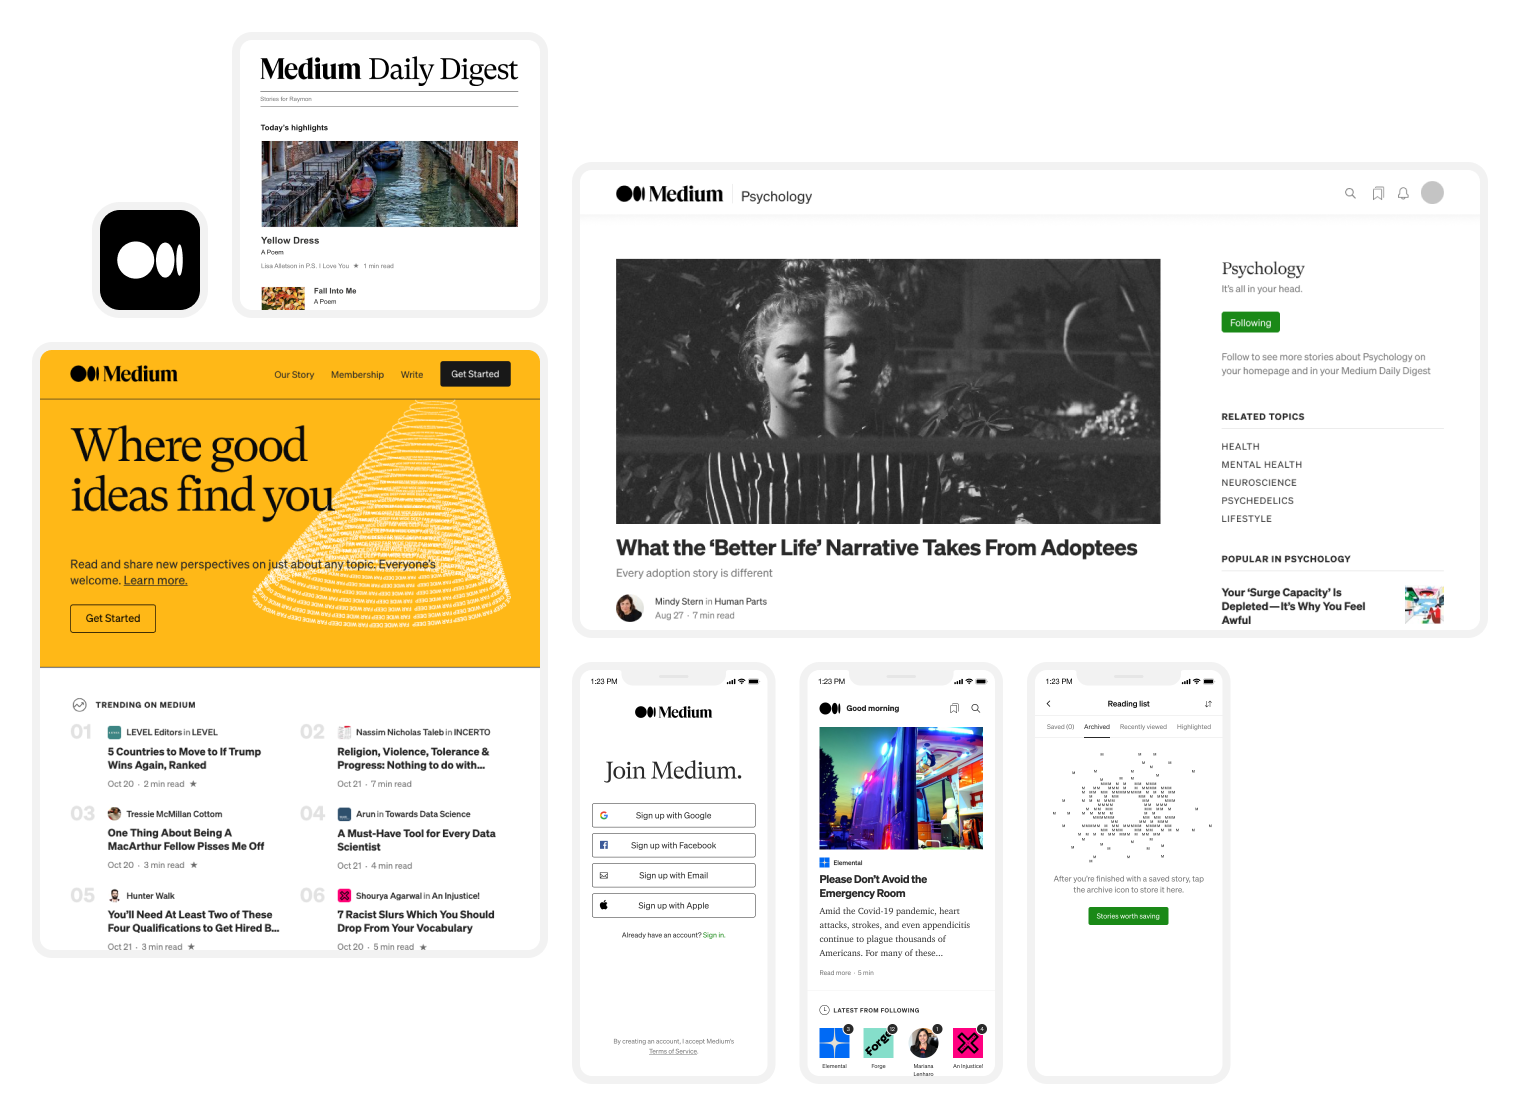 Medium Daily Digest
Stories for Raymon
Today's highlights
Yellow Dress
A Poem
Lisa Alletson in P.S. I Love You ★ 1 min read
Fall Into Me
A Poem
Medium
Our Story
Membership
Write
Get Started
Where good
ideas find you
Read and share new perspectives on just about any topic. Everyone's
welcome. Learn more.
Get Started
TRENDING ON MEDIUM
01
LEVEL Editors in LEVEL
5 Countries to Move to If Trump
Wins Again, Ranked
Oct 20 · 2 min read ★
02
Nassim Nicholas Taleb in INCERTO
Religion, Violence, Tolerance &
Progress: Nothing to do with...
Oct 21 · 7 min read
03
Tressie McMillan Cottom
One Thing About Being A
MacArthur Fellow Pisses Me Off
Oct 20 · 3 min read ★
04
Arun in Towards Data Science
A Must-Have Tool for Every Data
Scientist
Oct 21 · 4 min read
05
Hunter Walk
You'll Need At Least Two of These
Four Qualifications to Get Hired B...
Oct 21 · 3 min read ★
06
Shourya Agarwal in An Injustice!
7 Racist Slurs Which You Should
Drop From Your Vocabulary
Oct 20 · 5 min read ★
Medium
Psychology
What the ‘Better Life’ Narrative Takes From Adoptees
Every adoption story is different
Mindy Stern in Human Parts
Aug 27 · 7 min read
Psychology
It's all in your head.
Following
Follow to see more stories about Psychology on
your homepage and in your Medium Daily Digest
RELATED TOPICS
HEALTH
MENTAL HEALTH
NEUROSCIENCE
PSYCHEDELICS
LIFESTYLE
POPULAR IN PSYCHOLOGY
Your ‘Surge Capacity’ Is
Depleted—It's Why You Feel
Awful
1:23 PM
Medium
Join Medium.
Sign up with Google
Sign up with Facebook
Sign up with Email
Sign up with Apple
Already have an account? Sign in.
By creating an account, I accept Medium's
Terms of Service.
1:23 PM
Good morning
Elemental
Please Don't Avoid the
Emergency Room
Amid the Covid-19 pandemic, heart
attacks, strokes, and even appendicitis
continue to plague thousands of
Americans. For many of these...
Read more · 5 min
LATEST FROM FOLLOWING
3
12
1
4
Forge
Elemental
Forge
Mariana
Lenharo
An Injustice!
1:23 PM
Reading list
Saved (0)
Archived
Recently viewed
Highlighted
After you're finished with a saved story, tap
the archive icon to store it here.
Stories worth saving